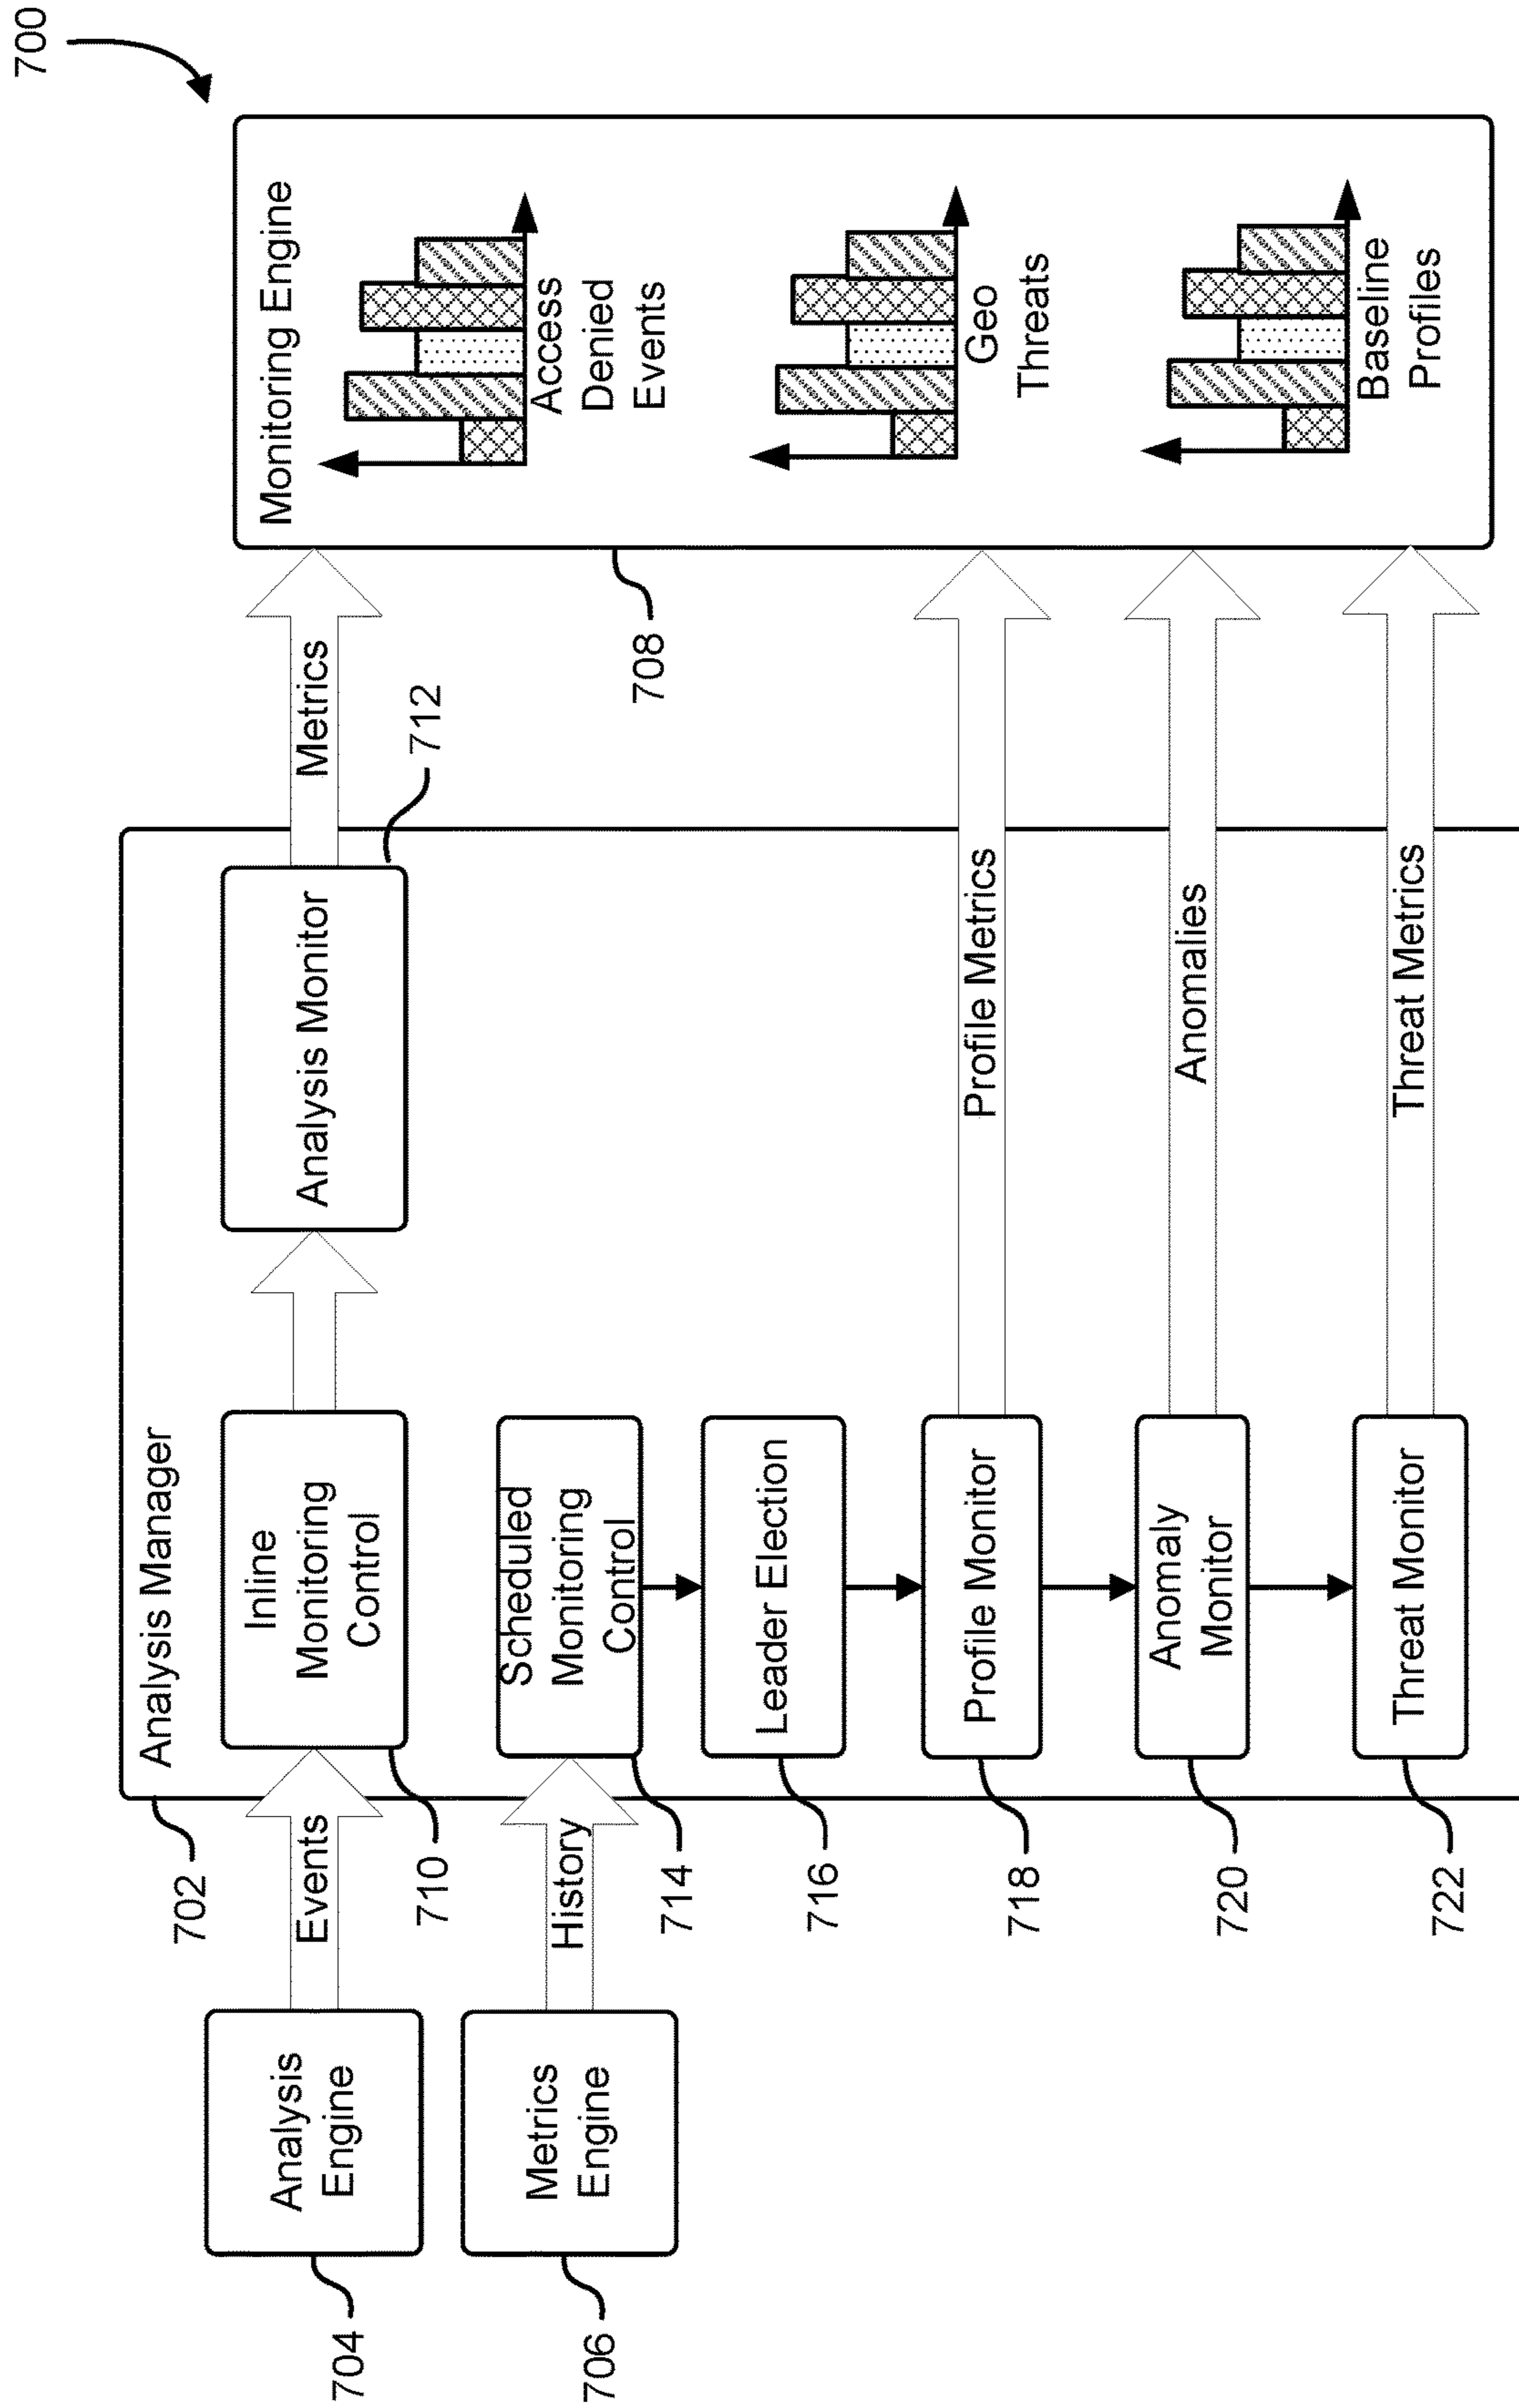 700
Analysis Manager
Monitoring Engine
702
704
Analysis
Engine
Events
Inline
Monitoring
Control
710
Analysis Monitor
712
Metrics
Access
Denied
Events
706
Metrics
Engine
History
Scheduled
Monitoring
Control
714
708
Leader Election
716
Geo
Threats
Profile Monitor
718
Profile Metrics
Anomaly
Monitor
720
Anomalies
Baseline
Profiles
Threat Monitor
722
Threat Metrics